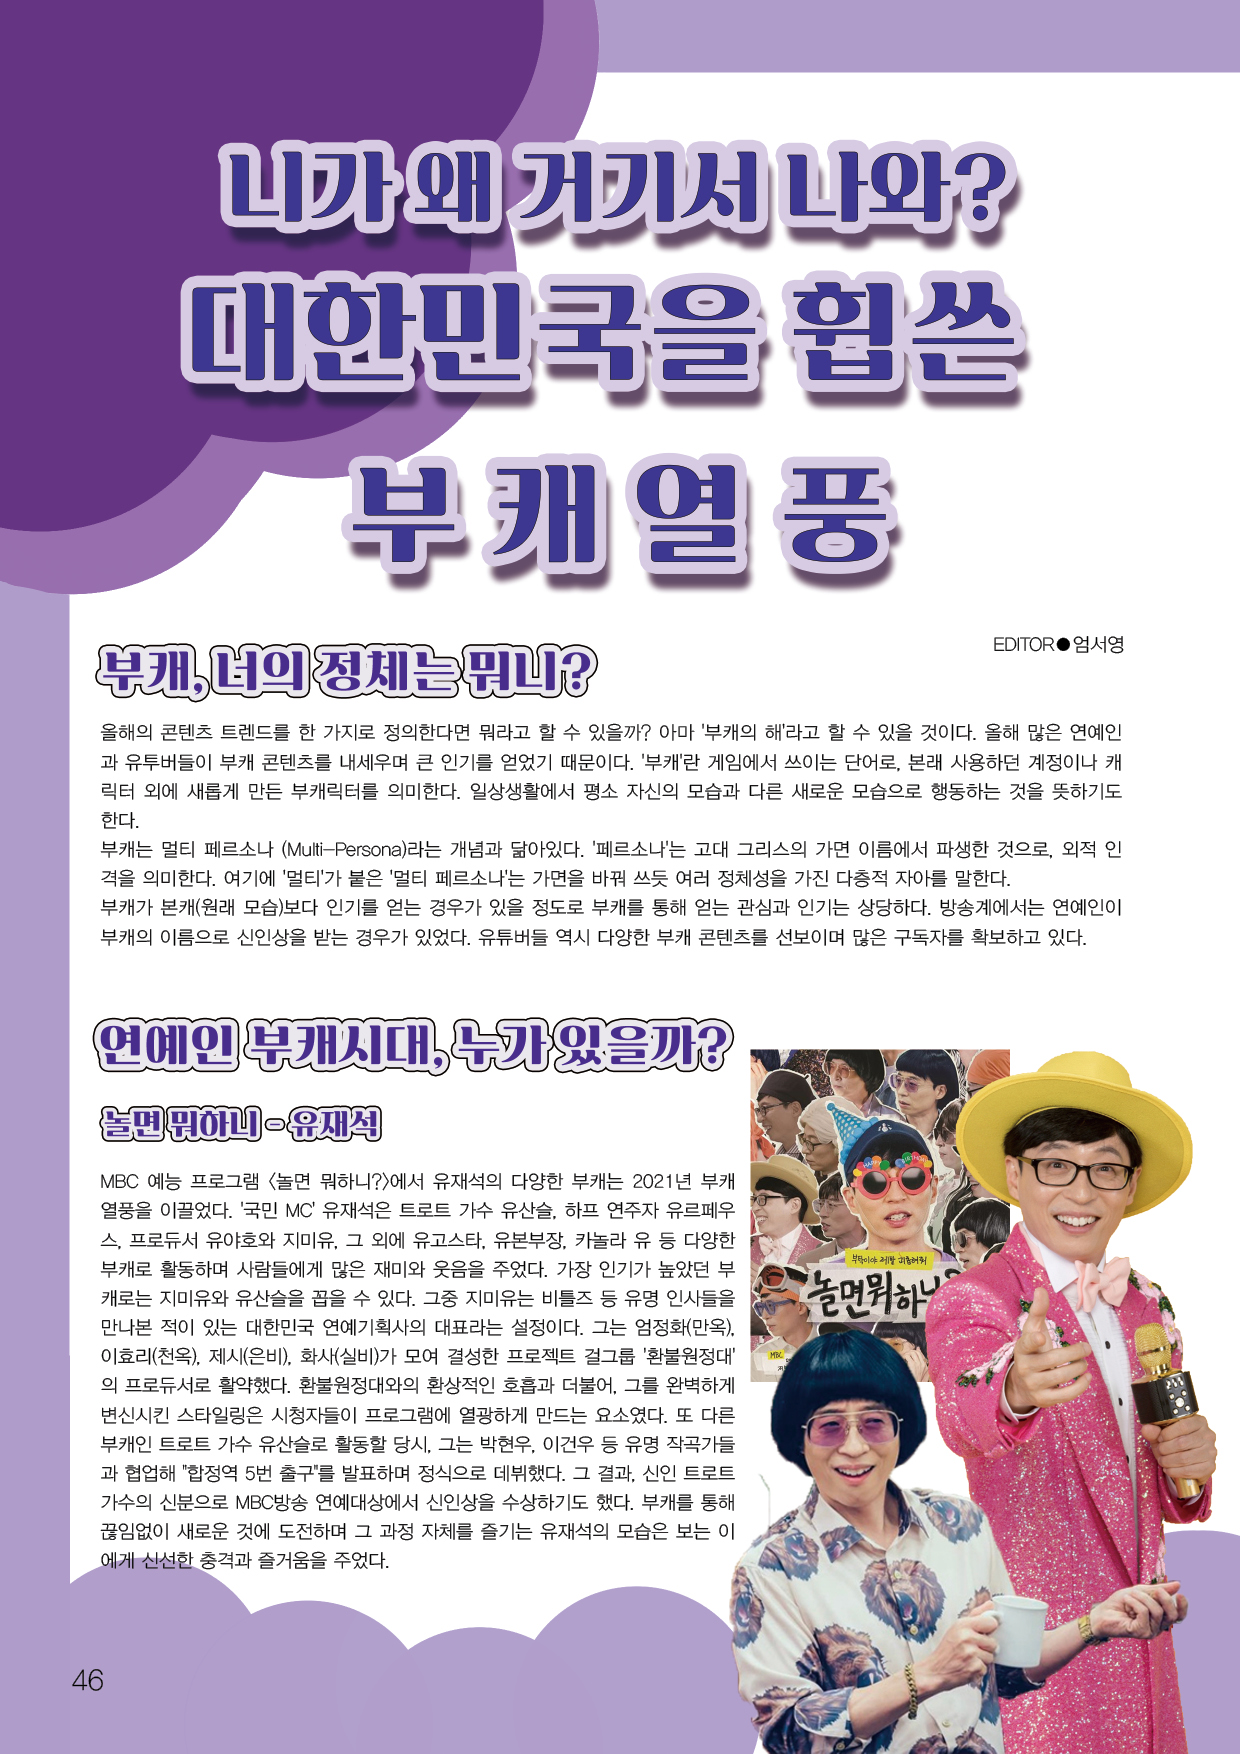 니가 왜 거기서 나와?
대한민국을 휩쓴
부캐열풍
EDITOR●엄서영
부캐, 너의 정체는 뭐니?
올해의 콘텐츠 트렌드를 한 가지로 정의한다면 뭐라고 할 수 있을까? 아마 '부캐의 해'라고 할 수 있을 것이다. 올해 많은 연예인
과 유투버들이 부캐 콘텐츠를 내세우며 큰 인기를 얻었기 때문이다. '부캐'란 게임에서 쓰이는 단어로, 본래 사용하던 계정이나 캐
릭터 외에 새롭게 만든 부캐릭터를 의미한다. 일상생활에서 평소 자신의 모습과 다른 새로운 모습으로 행동하는 것을 뜻하기도
한다.
부캐는 멀티 페르소나 (Multi-Persona)라는 개념과 닮아있다. '페르소나'는 고대 그리스의 가면 이름에서 파생한 것으로, 외적 인
격을 의미한다. 여기에 '멀티'가 붙은 '멀티 페르소나'는 가면을 바꿔 쓰듯 여러 정체성을 가진 다층적 자아를 말한다.
부캐가 본캐(원래 모습)보다 인기를 얻는 경우가 있을 정도로 부캐를 통해 얻는 관심과 인기는 상당하다. 방송계에서는 연예인이
부캐의 이름으로 신인상을 받는 경우가 있었다. 유튜버들 역시 다양한 부캐 콘텐츠를 선보이며 많은 구독자를 확보하고 있다.
연예인 부캐시대, 누가 있을까?
놀면 뭐하니 - 유재석
MBC 예능 프로그램 〈놀면 뭐하니?〉에서 유재석의 다양한 부캐는 2021년 부캐
열풍을 이끌었다. '국민 MC' 유재석은 트로트 가수 유산슬, 하프 연주자 유르페우
스, 프로듀서 유야호와 지미유, 그 외에 유고스타, 유본부장, 카놀라 유 등 다양한
부캐로 활동하며 사람들에게 많은 재미와 웃음을 주었다. 가장 인기가 높았던 부
캐로는 지미유와 유산슬을 꼽을 수 있다. 그중 지미유는 비틀즈 등 유명 인사들을
만나본 적이 있는 대한민국 연예기획사의 대표라는 설정이다. 그는 엄정화(만옥),
이효리(천옥), 제시(은비), 화사(실비)가 모여 결성한 프로젝트 걸그룹 '환불원정대'
의 프로듀서로 활약했다. 환불원정대와의 환상적인 호흡과 더불어, 그를 완벽하게
변신시킨 스타일링은 시청자들이 프로그램에 열광하게 만드는 요소였다. 또 다른
부캐인 트로트 가수 유산슬로 활동할 당시, 그는 박현우, 이건우 등 유명 작곡가들
과 협업해 "합정역 5번 출구"를 발표하며 정식으로 데뷔했다. 그 결과, 신인 트로트
가수의 신분으로 MBC방송 연예대상에서 신인상을 수상하기도 했다. 부캐를 통해
끊임없이 새로운 것에 도전하며 그 과정 자체를 즐기는 유재석의 모습은 보는 이
에게 신선한 충격과 즐거움을 주었다.
부탁이야 제발
놀면뭐하니?
MBC
46